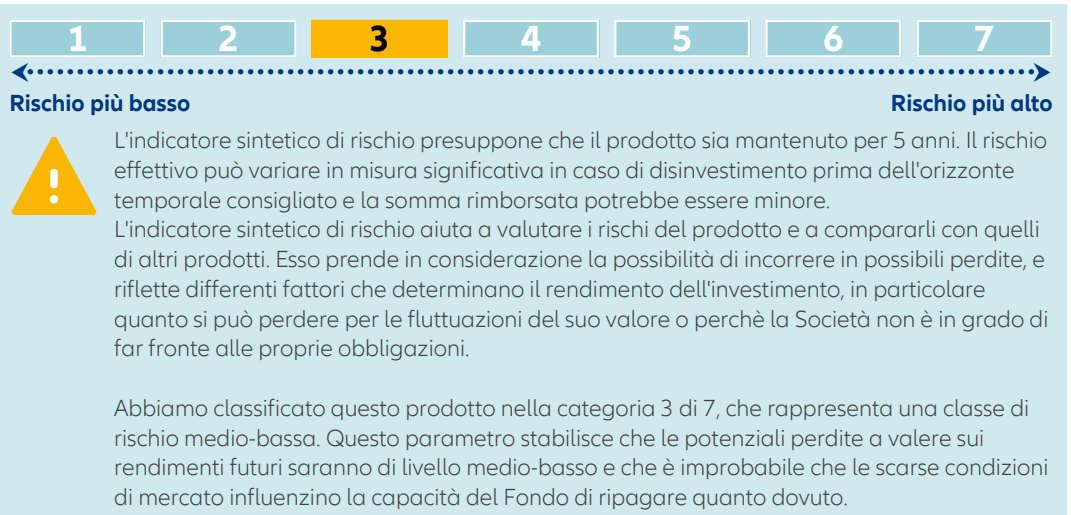 1 2 3 4 5 6 7
Rischio più basso Rischio più alto
L'indicatore sintetico di rischio presuppone che il prodotto sia mantenuto per 5 anni. Il rischio
effettivo può variare in misura significativa in caso di disinvestimento prima dell'orizzonte
temporale consigliato e la somma rimborsata potrebbe essere minore.
L'indicatore sintetico di rischio aiuta a valutare i rischi del prodotto e a compararli con quelli
di altri prodotti. Esso prende in considerazione la possibilità di incorrere in possibili perdite, e
riflette differenti fattori che determinano il rendimento dell'investimento, in particolare
quanto si può perdere per le fluttuazioni del suo valore o perchè la Società non è in grado di
far fronte alle proprie obbligazioni.
Abbiamo classificato questo prodotto nella categoria 3 di 7, che rappresenta una classe di
rischio medio-bassa. Questo parametro stabilisce che le potenziali perdite a valere sui
rendimenti futuri saranno di livello medio-basso e che è improbabile che le scarse condizioni
di mercato influenzino la capacità del Fondo di ripagare quanto dovuto.